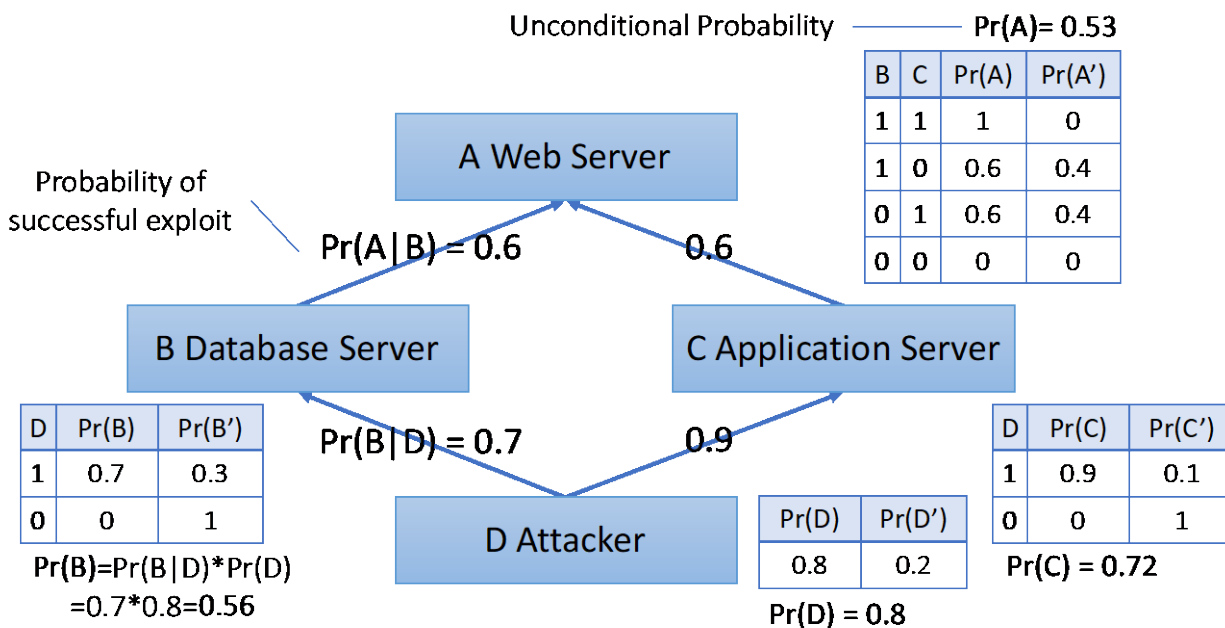 Unconditional Probability
Pr(A)= 0.53
B C Pr(A) Pr(A’)
1 1 1 0
1 0 0.6 0.4
0 1 0.6 0.4
0 0 0 0
A Web Server
Probability of
successful exploit
Pr(A|B) = 0.6
0.6
B Database Server
C Application Server
D Pr(B) Pr(B’)
1 0.7 0.3
0 0 1
Pr(B)=Pr(B|D)*Pr(D)
=0.7*0.8=0.56
Pr(B|D) = 0.7
0.9
D Attacker
Pr(D) Pr(D’)
0.8 0.2
Pr(D) = 0.8
D Pr(C) Pr(C’)
1 0.9 0.1
0 0 1
Pr(C) = 0.72